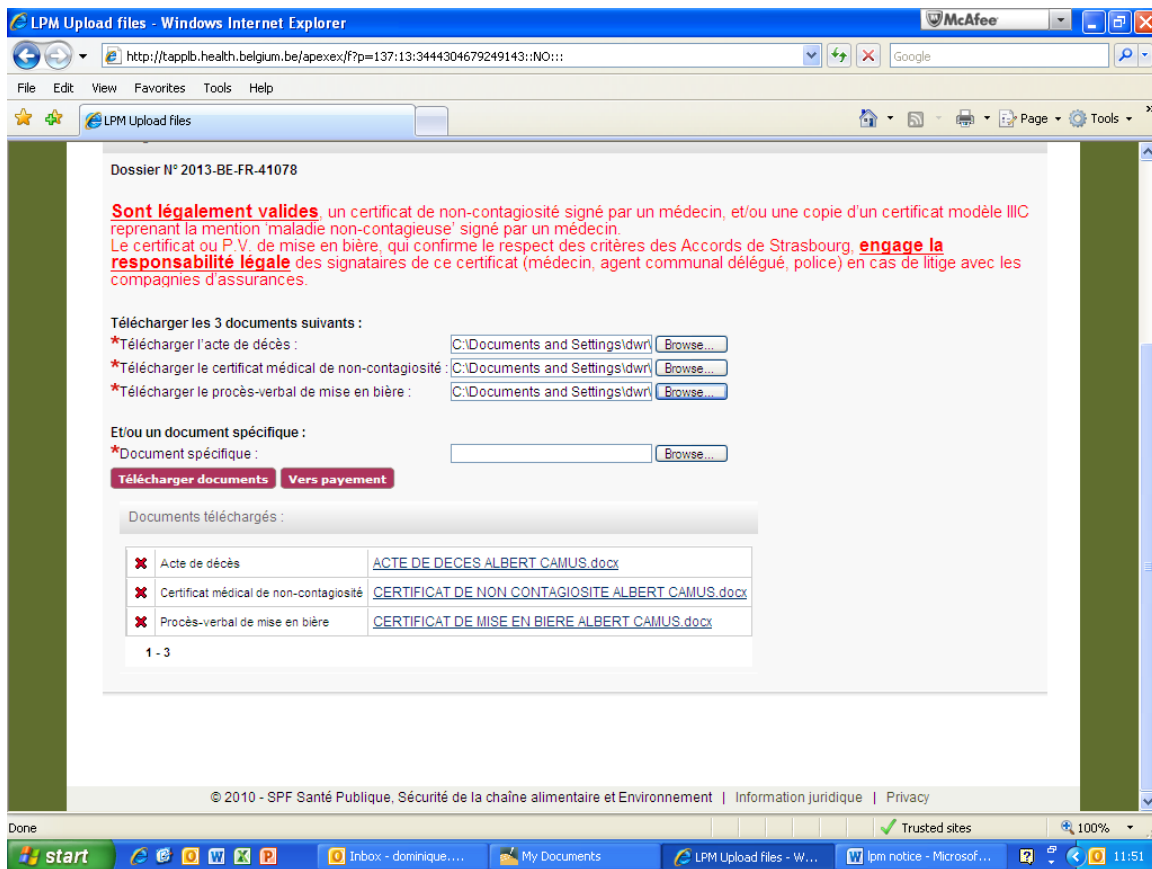 LPM Upload files - Windows Internet Explorer
McAfee
http://tapplb.health.belgium.be/apexex/f?p=137:13:3444304679249143::NO:::
Google
File Edit View Favorites Tools Help
LPM Upload files
Page Tools
Dossier N° 2013-BE-FR-41078
Sont légalement valides, un certificat de non-contagiosité signé par un médecin, et/ou une copie d'un certificat modèle IIIC
reprenant la mention 'maladie non-contagieuse' signé par un médecin.
Le certificat ou P.V. de mise en bière, qui confirme le respect des critères des Accords de Strasbourg, engage la
responsabilité légale des signataires de ce certificat (médecin, agent communal délégué, police) en cas de litige avec les
compagnies d'assurances.
Télécharger les 3 documents suivants :
*Télécharger l'acte de décès : C:\Documents and Settings\dwr\ Browse...
*Télécharger le certificat médical de non-contagiosité : C:\Documents and Settings\dwr\ Browse...
*Télécharger le procès-verbal de mise en bière : C:\Documents and Settings\dwr\ Browse...
Et/ou un document spécifique :
*Document spécifique : Browse...
Télécharger documents Vers payement
Documents téléchargés :
Acte de décès ACTE DE DECES ALBERT CAMUS.docx
Certificat médical de non-contagiosité CERTIFICAT DE NON CONTAGIOSITE ALBERT CAMUS.docx
Procès-verbal de mise en bière CERTIFICAT DE MISE EN BIERE ALBERT CAMUS.docx
1 - 3
© 2010 - SPF Santé Publique, Sécurité de la chaîne alimentaire et Environnement | Information juridique | Privacy
Done Trusted sites 100%
start Inbox - dominique.... My Documents LPM Upload files - W... lpm notice - Microsof... 11:51